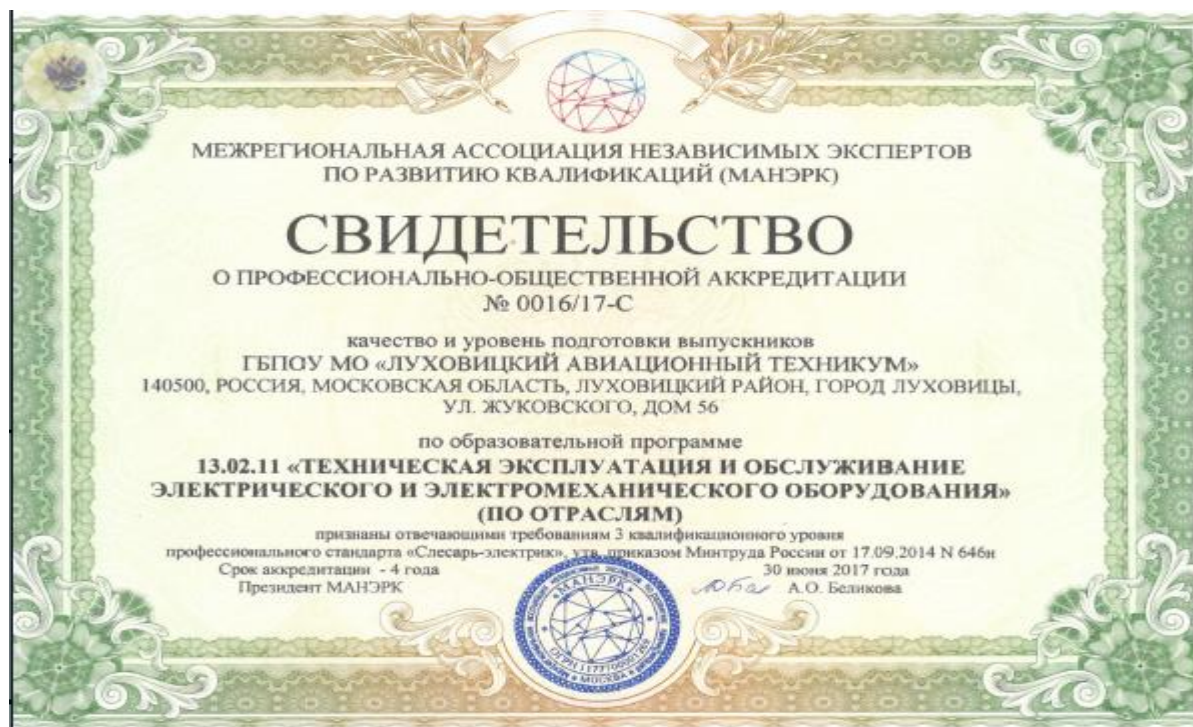 МЕЖРЕГИОНАЛЬНАЯ АССОЦИАЦИЯ НЕЗАВИСИМЫХ ЭКСПЕРТОВ
ПО РАЗВИТИЮ КВАЛИФИКАЦИЙ (МАНЭРК)
СВИДЕТЕЛЬСТВО
О ПРОФЕССИОНАЛЬНО-ОБЩЕСТВЕННОЙ АККРЕДИТАЦИИ
№ 0016/17-С
качество и уровень подготовки выпускников
ГБПОУ МО «ЛУХОВИЦКИЙ АВИАЦИОННЫЙ ТЕХНИКУМ»
140500, РОССИЯ, МОСКОВСКАЯ ОБЛАСТЬ, ЛУХОВИЦКИЙ РАЙОН, ГОРОД ЛУХОВИЦЫ,
УЛ. ЖУКОВСКОГО, ДОМ 56
по образовательной программе
13.02.11 «ТЕХНИЧЕСКАЯ ЭКСПЛУАТАЦИЯ И ОБСЛУЖИВАНИЕ
ЭЛЕКТРИЧЕСКОГО И ЭЛЕКТРОМЕХАНИЧЕСКОГО ОБОРУДОВАНИЯ»
(ПО ОТРАСЛЯМ)
признаны отвечающими требованиям 3 квалификационного уровня
профессионального стандарта «Слесарь-электрик», утв. приказом Минтруда России от 17.09.2014 N 646н
Срок аккредитации - 4 года 30 июня 2017 года
Президент МАНЭРК А.О. Беликова
«МАНЭРК»
МОСКВА